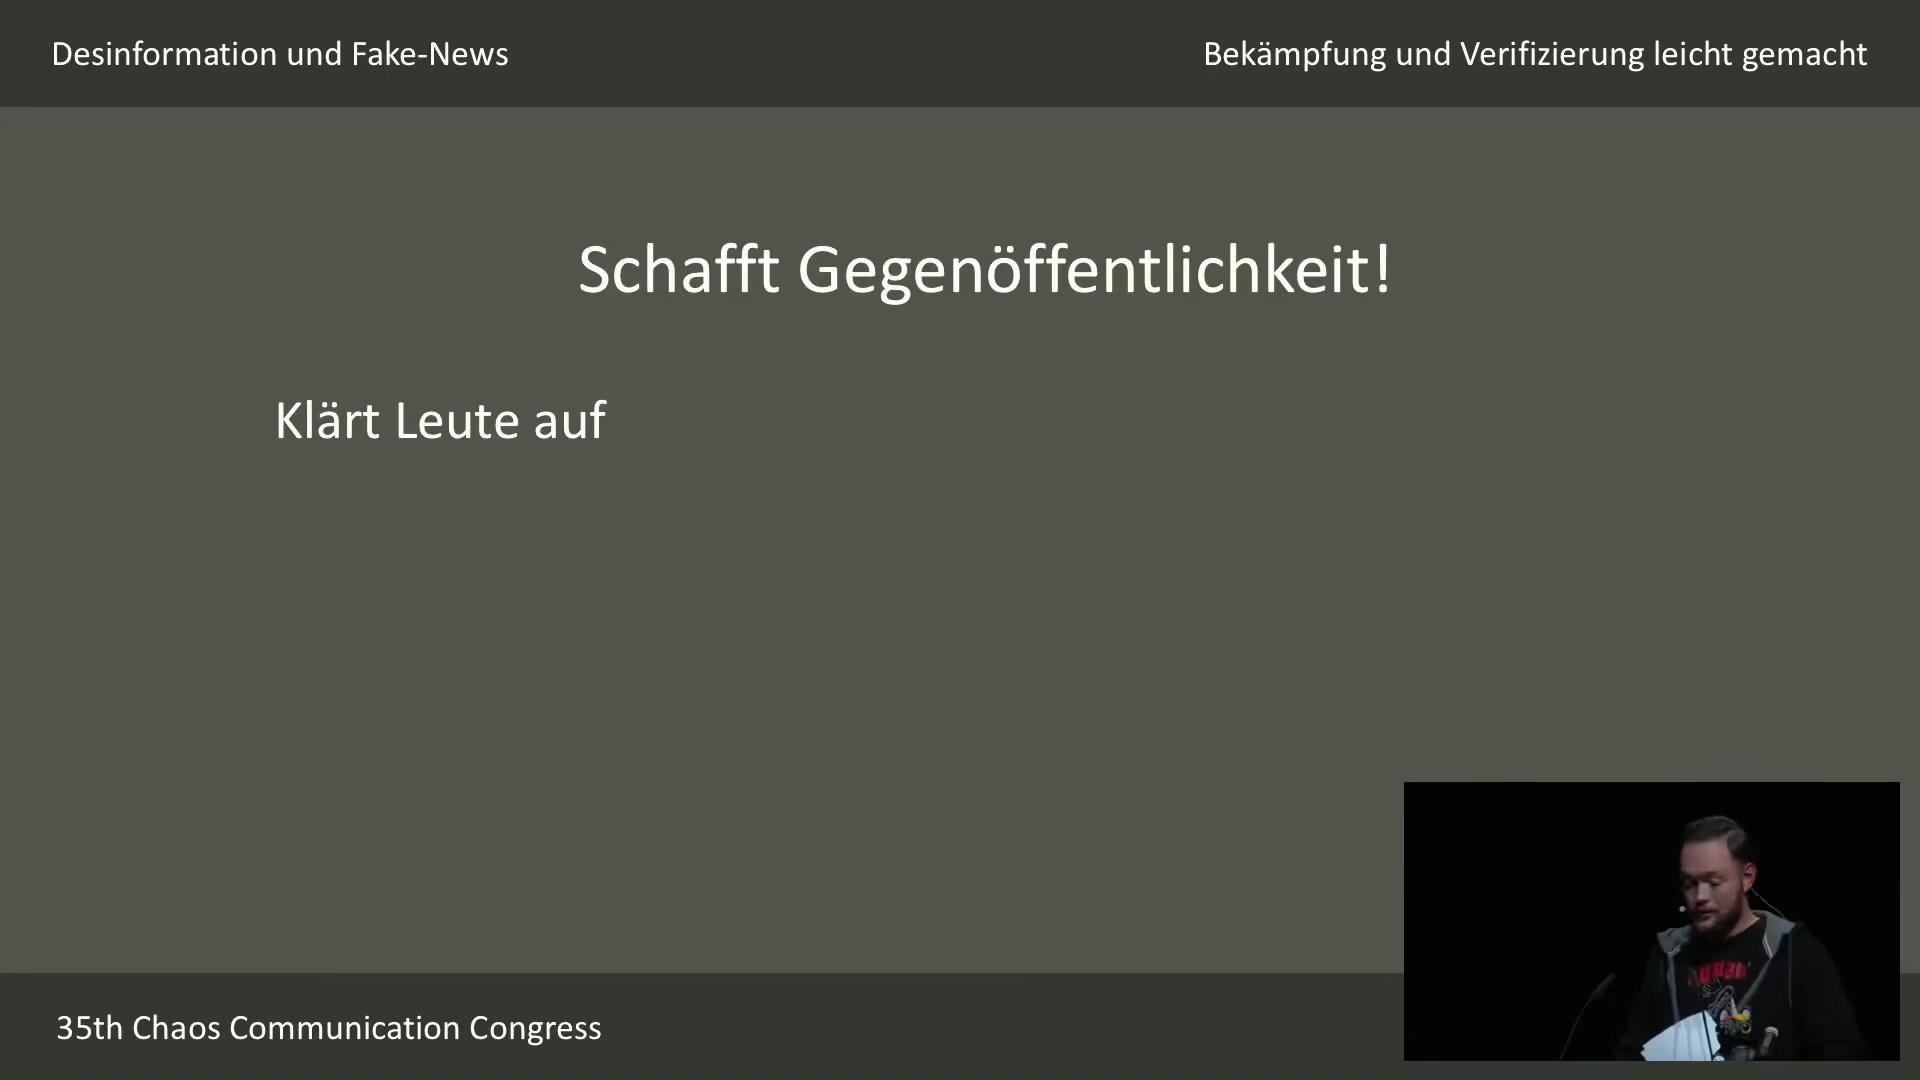 Desinformation und Fake-News
Bekämpfung und Verifizierung leicht gemacht
Schafft Gegenöffentlichkeit!
Klärt Leute auf
35th Chaos Communication Congress